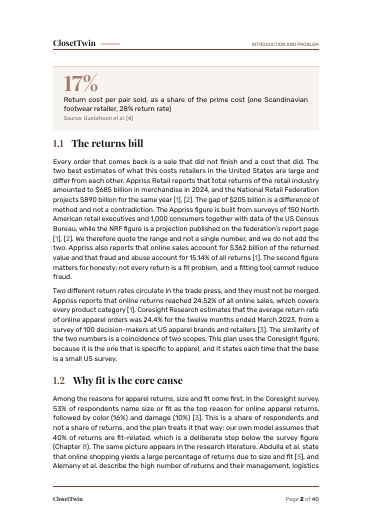 ClosetTwin
INTRODUCTION AND PROBLEM
17%
Return cost per pair sold, as a share of the prime cost (one Scandinavian
footwear retailer, 28% return rate)
Source: Gustafsson et al. [4]
1.1 The returns bill
Every order that comes back is a sale that did not finish and a cost that did. The
two best estimates of what this costs retailers in the United States are large and
differ from each other. Appriss Retail reports that total returns of the retail industry
amounted to $685 billion in merchandise in 2024, and the National Retail Federation
projects $890 billion for the same year [1], [2]. The gap of $205 billion is a difference of
method and not a contradiction. The Appriss figure is built from surveys of 150 North
American retail executives and 1,000 consumers together with data of the US Census
Bureau, while the NRF figure is a projection published on the federation's report page
[1], [2]. We therefore quote the range and not a single number, and we do not add the
two. Appriss also reports that online sales account for $362 billion of the returned
value and that fraud and abuse account for 15.14% of all returns [1]. The second figure
matters for honesty: not every return is a fit problem, and a fitting tool cannot reduce
fraud.
Two different return rates circulate in the trade press, and they must not be merged.
Appriss reports that online returns reached 24.52% of all online sales, which covers
every product category [1]. Coresight Research estimates that the average return rate
of online apparel orders was 24.4% for the twelve months ended March 2023, from a
survey of 100 decision-makers at US apparel brands and retailers [3]. The similarity of
the two numbers is a coincidence of two scopes. This plan uses the Coresight figure,
because it is the one that is specific to apparel, and it states each time that the base
is a small US survey.
1.2 Why fit is the core cause
Among the reasons for apparel returns, size and fit come first. In the Coresight survey,
53% of respondents name size or fit as the top reason for online apparel returns,
followed by color (16%) and damage (10%) [3]. This is a share of respondents and
not a share of returns, and the plan treats it that way: our own model assumes that
40% of returns are fit-related, which is a deliberate step below the survey figure
(Chapter 8). The same pattern appears in the research literature. Abdulla et al. state
that online shopping yields a large percentage of returns due to size and fit [5], and
Alemany et al. describe the high number of returns and their management, logistics
ClosetTwin
Page 2 of 40